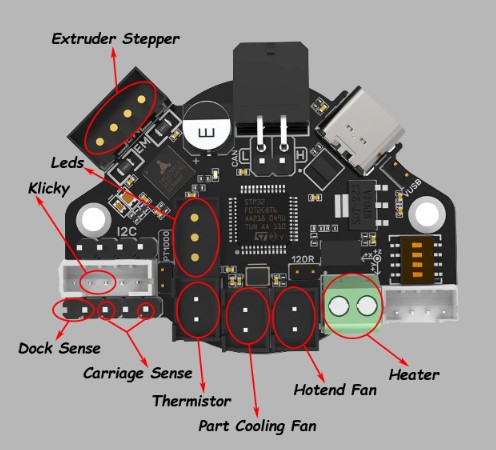 Extruder Stepper
Leds
Klicky
EM
CAN
L
H
VUSB
I2C
PT1000
STM32
120R
Dock Sense
Carriage Sense
Thermistor
Part Cooling Fan
Hotend Fan
Heater